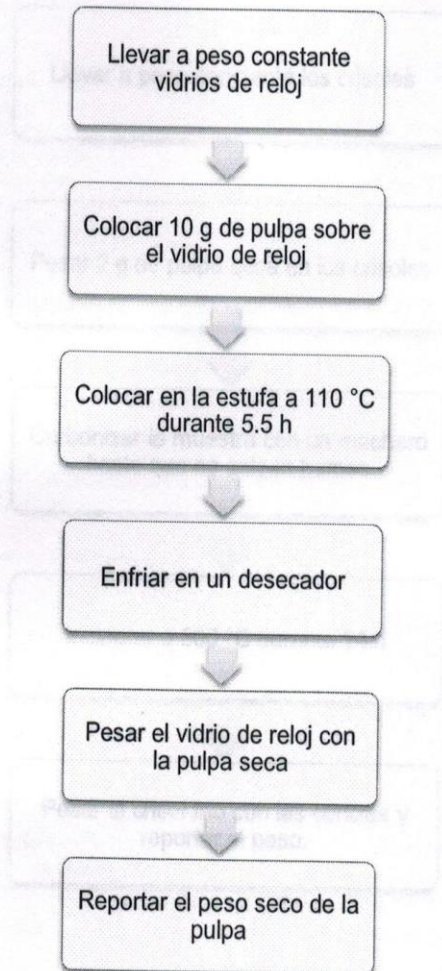 Llevar a peso constante
vidrios de reloj
Colocar 10 g de pulpa sobre
el vidrio de reloj
Colocar en la estufa a 110 °C
durante 5.5 h
Enfriar en un desecador
Pesar el vidrio de reloj con
la pulpa seca
Reportar el peso seco de la
pulpa